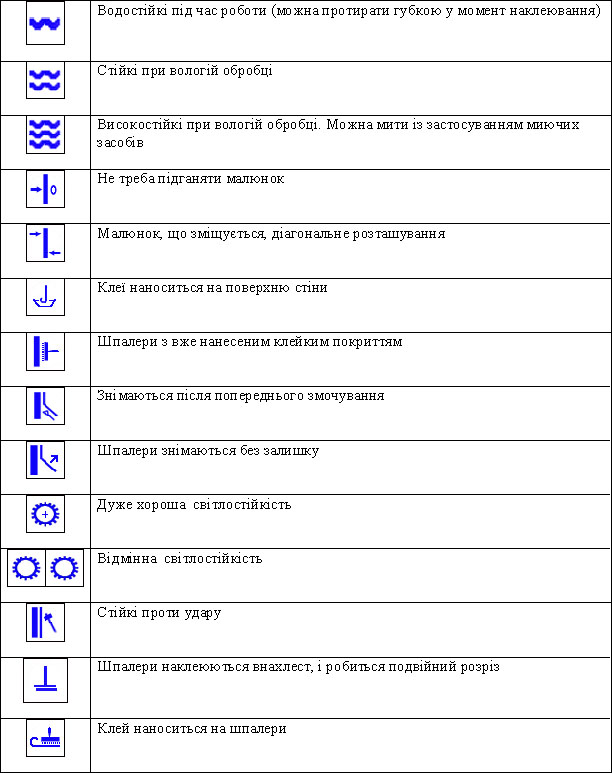 Водостійкі під час роботи (можна протирати губкою у момент наклеювання)
Стійкі при вологій обробці
Високостійкі при вологій обробці. Можна мити із застосуванням миючих
засобів
Не треба підганяти малюнок
Малюнок, що зміщується, діагональне розташування
Клеї наноситься на поверхню стіни
Шпалери з вже нанесеним клейким покриттям
Знімаються після попереднього змочування
Шпалери знімаються без залишку
Дуже хороша світлостійкість
Відмінна світлостійкість
Стійкі проти удару
Шпалери наклеюються внахлест, і робиться подвійний розріз
Клей наноситься на шпалери